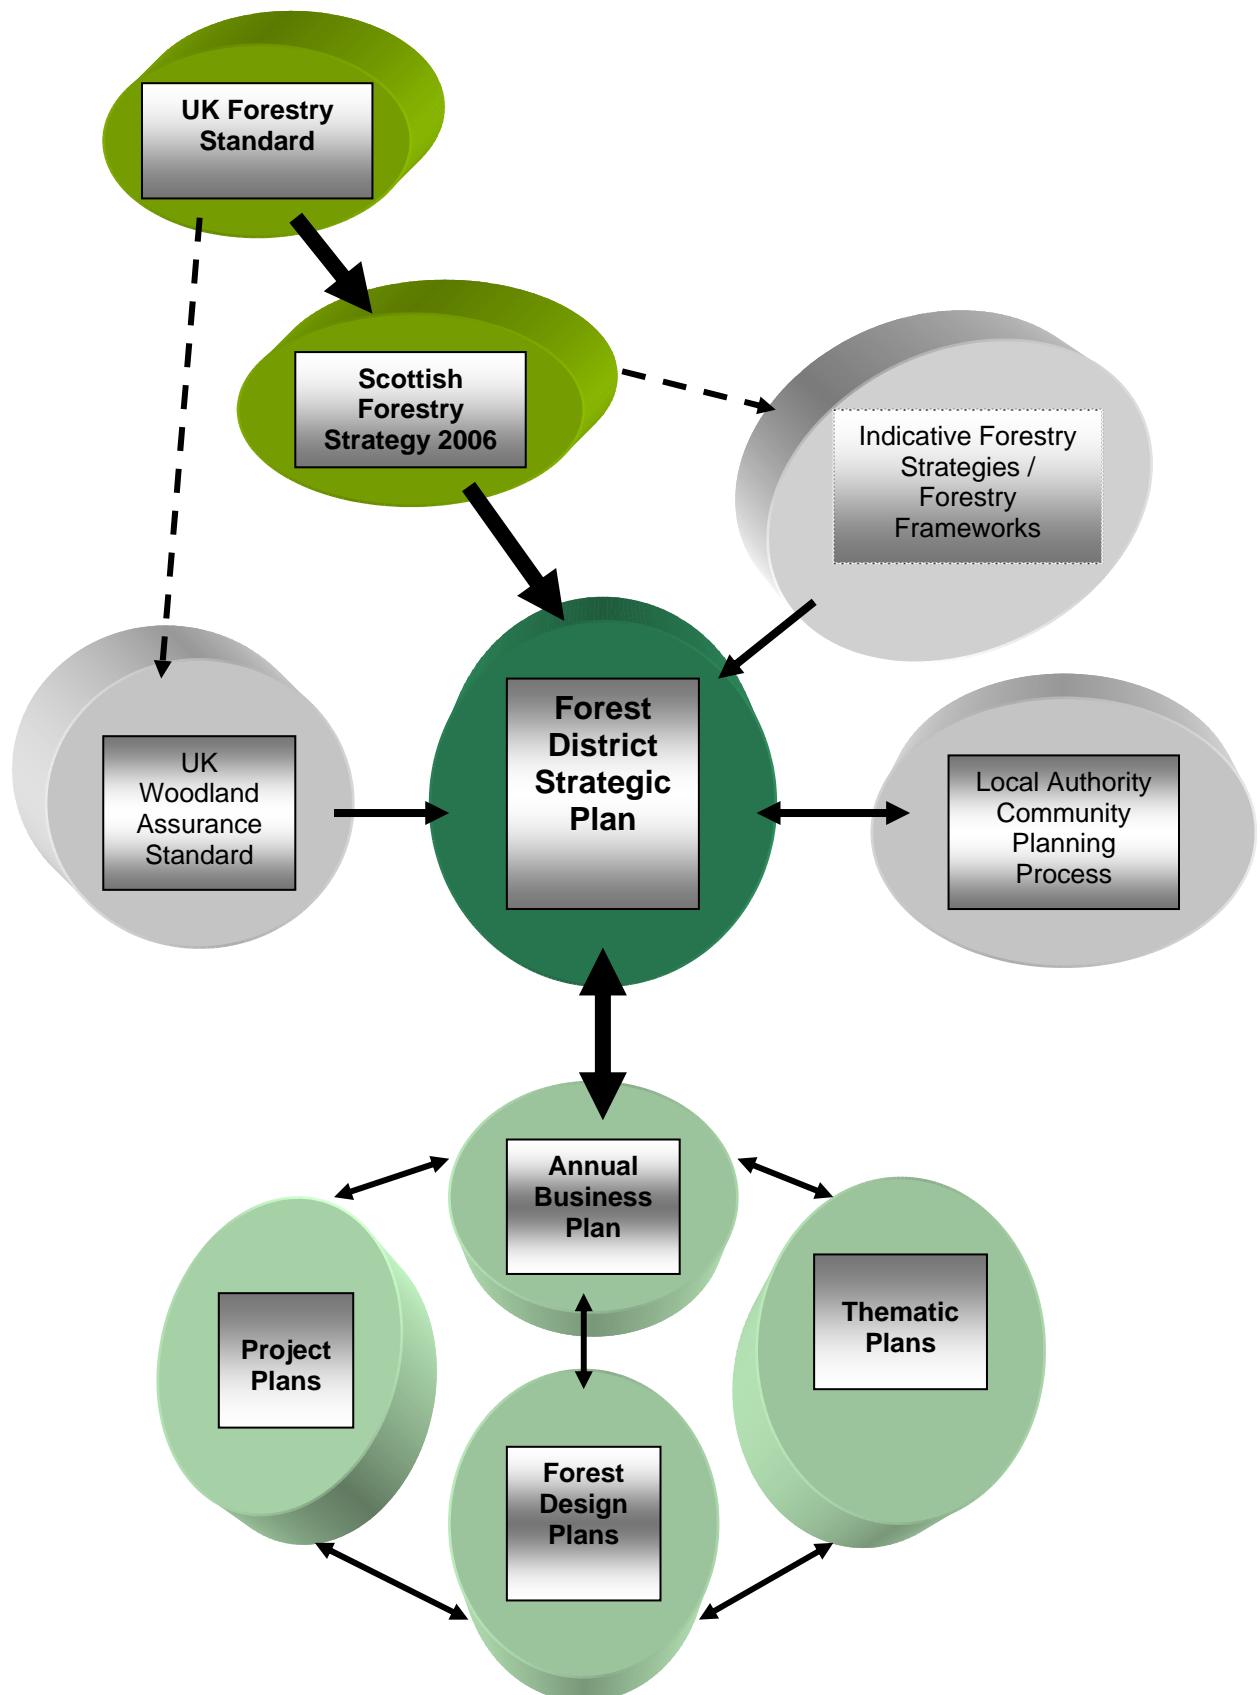 UK Forestry
Standard
Scottish
Forestry
Strategy 2006
Indicative Forestry
Strategies /
Forestry
Frameworks
Forest
District
Strategic
Plan
UK
Woodland
Assurance
Standard
Local Authority
Community
Planning
Process
Annual
Business
Plan
Project
Plans
Thematic
Plans
Forest
Design
Plans